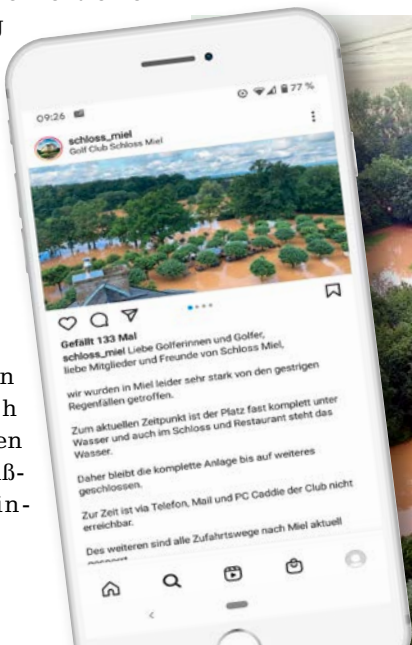 09:26
77 %
schloss_miel
Golf Club Schloss Miel
Gefällt 133 Mal
schloss_miel Liebe Golferinnen und Golfer,
liebe Mitglieder und Freunde von Schloss Miel,
wir wurden in Miel leider sehr stark von den gestrigen
Regenfällen getroffen.
Zum aktuellen Zeitpunkt ist der Platz fast komplett unter
Wasser und auch im Schloss und Restaurant steht das
Wasser.
Daher bleibt die komplette Anlage bis auf weiteres
geschlossen.
Zur Zeit ist via Telefon, Mail und PC Caddie der Club nicht
erreichbar.
Des weiteren sind alle Zufahrtswege nach Miel aktuell
n
h
en
ß-
in-